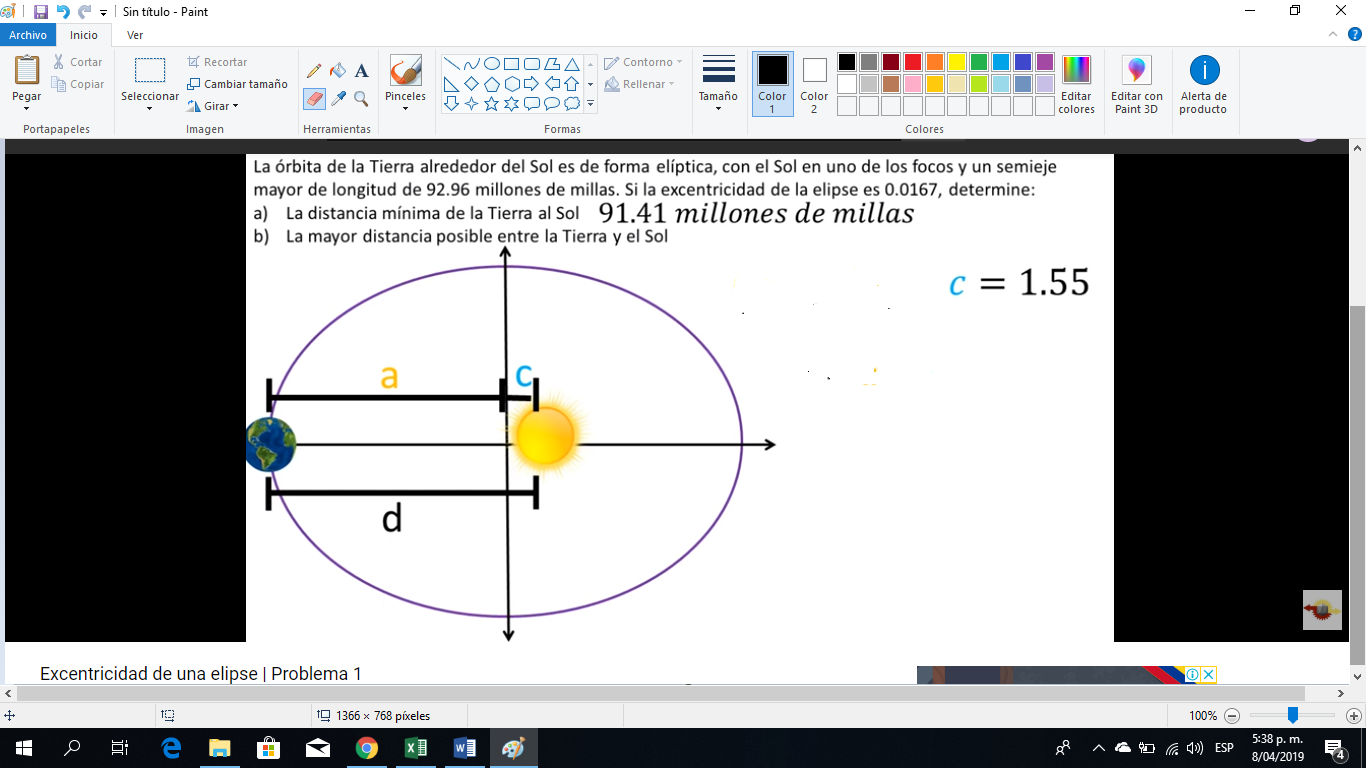 Sin título - Paint
Archivo Inicio Ver
Pegar
Cortar
Copiar
Portapapeles
Seleccionar
Recortar
Cambiar tamaño
Girar
Imagen
A
Herramientas
Pinceles
Contorno
Rellenar
Formas
Tamaño
Color 1
Color 2
Editar colores
Colores
Editar con Paint 3D
Alerta de producto
La órbita de la Tierra alrededor del Sol es de forma elíptica, con el Sol en uno de los focos y un semieje
mayor de longitud de 92.96 millones de millas. Si la excentricidad de la elipse es 0.0167, determine:
a) La distancia mínima de la Tierra al Sol 91.41 millones de millas
b) La mayor distancia posible entre la Tierra y el Sol
c = 1.55
a c
d
Excentricidad de una elipse | Problema 1
1366 × 768 píxeles
100%
ESP
5:38 p. m.
8/04/2019
4